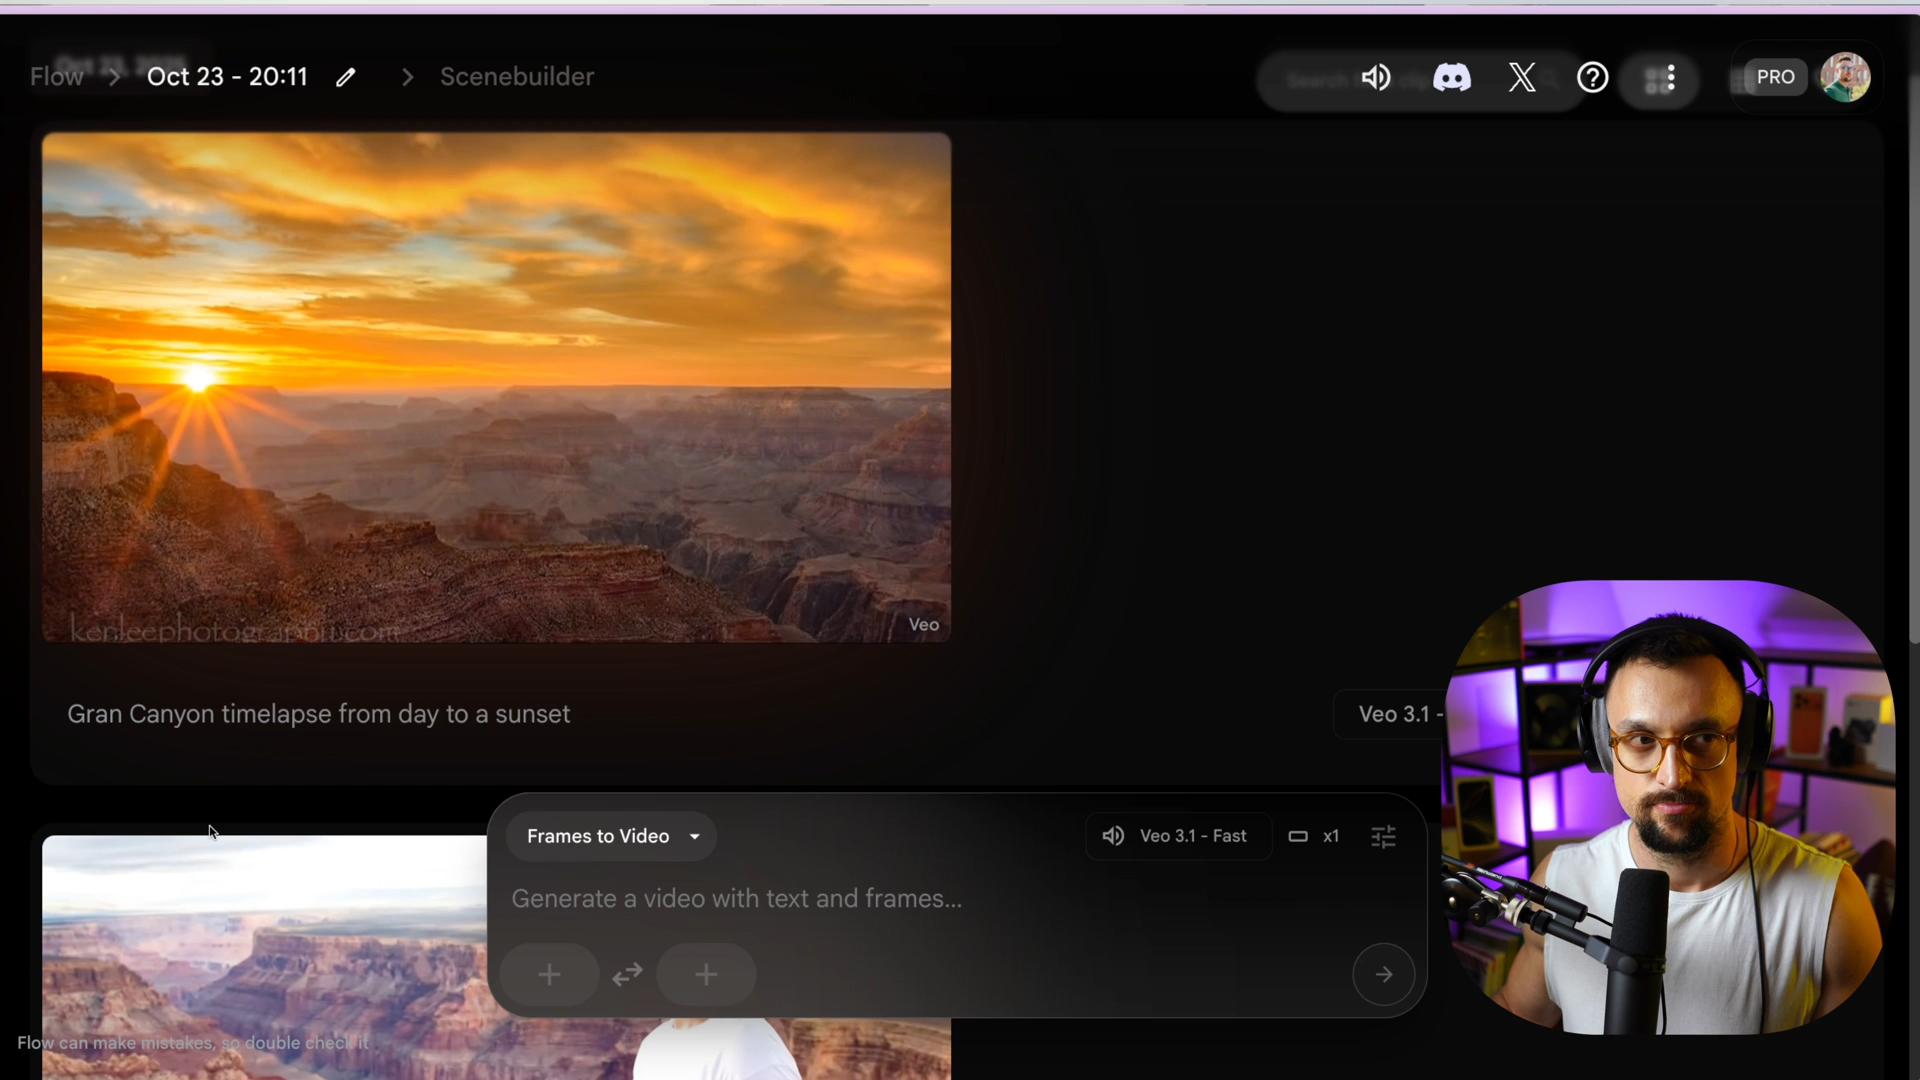 Flow
Oct 23 - 20:11
Scenebuilder
PRO
kenleephotography.com
Veo
Gran Canyon timelapse from day to a sunset
Veo 3.1 -
Frames to Video
Veo 3.1 - Fast
x1
Generate a video with text and frames...
Flow can make mistakes, so double check it